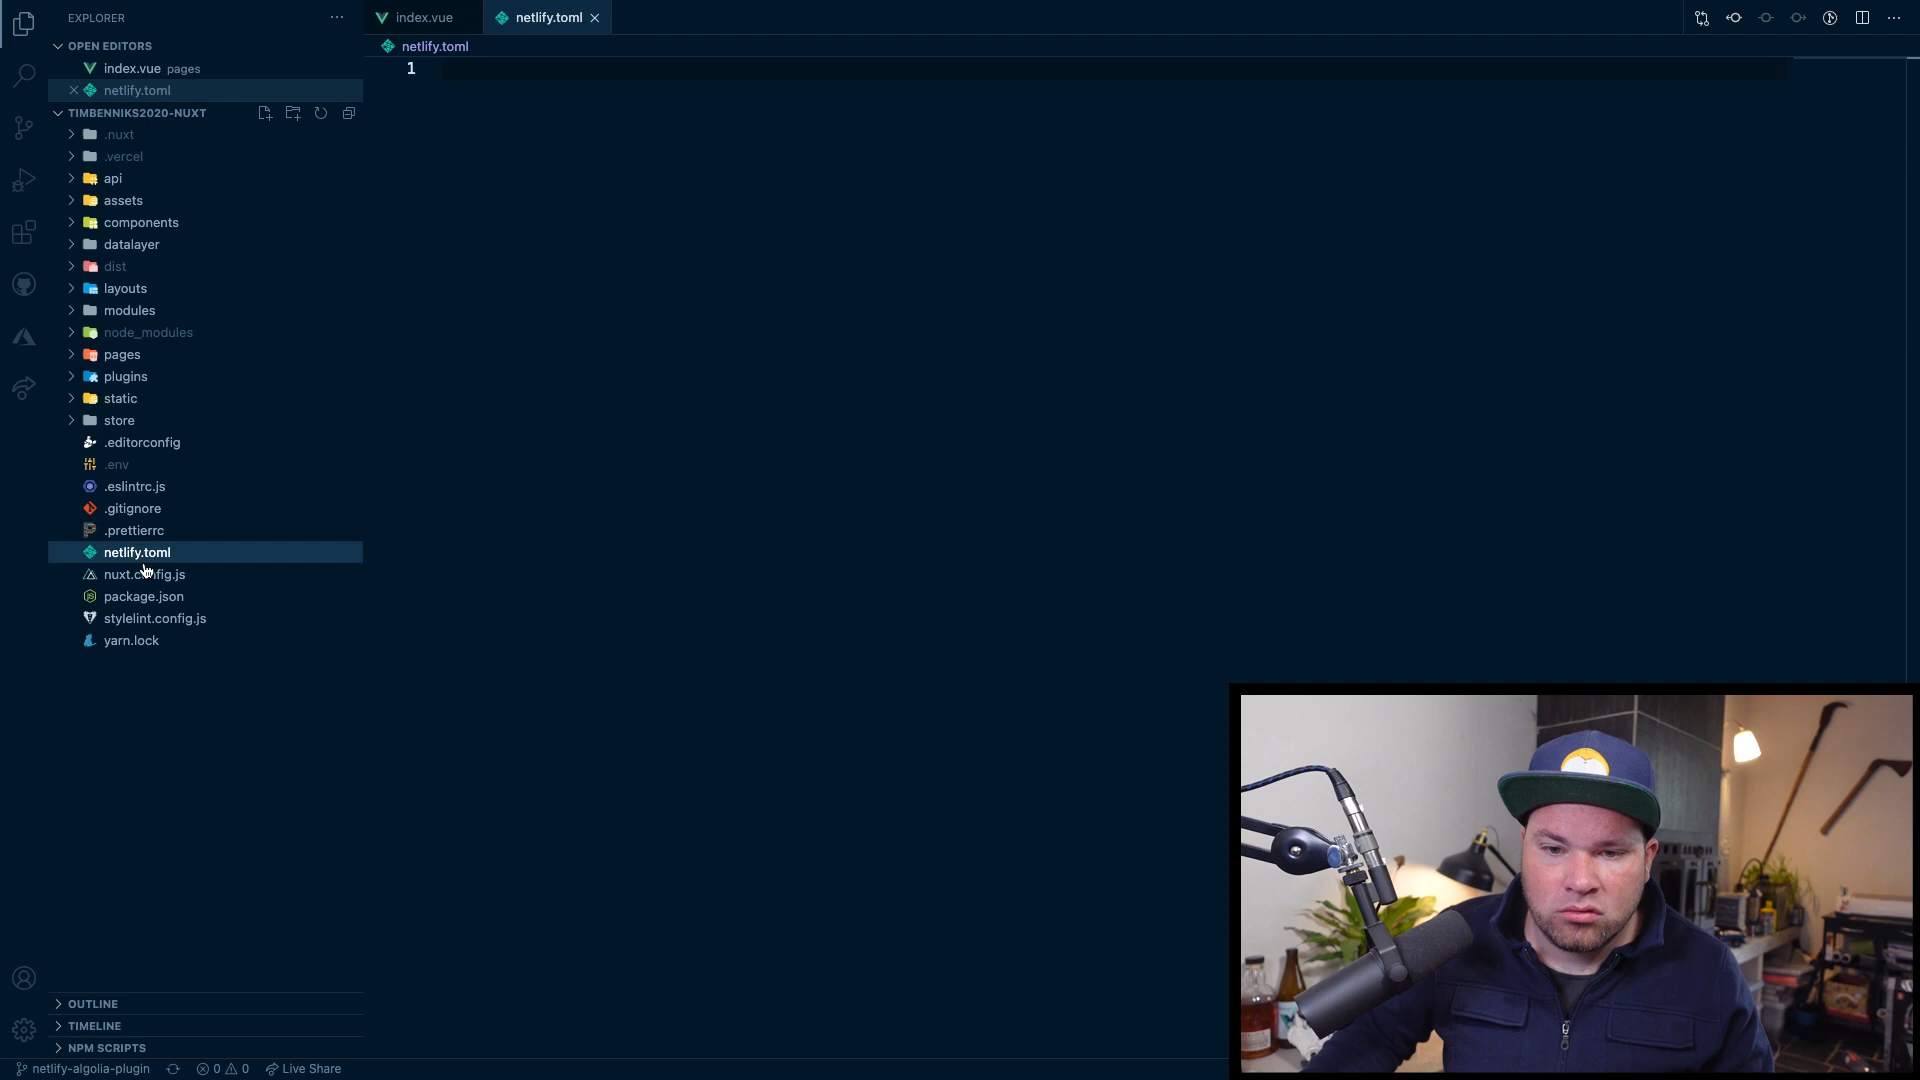 EXPLORER
index.vue
netlify.toml
OPEN EDITORS
netlify.toml
index.vue pages
1
netlify.toml
TIMBENNIKS2020-NUXT
.nuxt
.vercel
api
assets
components
datalayer
dist
layouts
modules
node_modules
pages
plugins
static
store
.editorconfig
.env
.eslintrc.js
.gitignore
.prettierrc
netlify.toml
nuxt.config.js
package.json
stylelint.config.js
yarn.lock
OUTLINE
TIMELINE
NPM SCRIPTS
netlify-algolia-plugin 0 0 Live Share